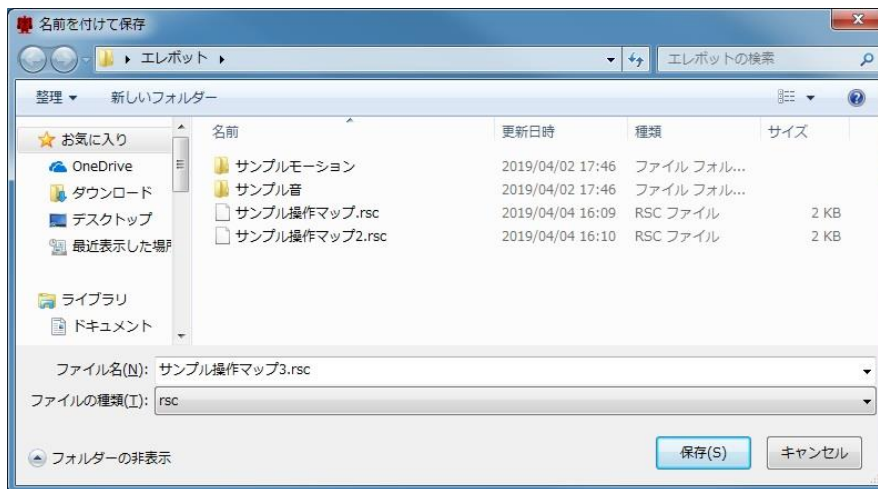 名前を付けて保存
エレボット
エレボットの検索
整理 新しいフォルダー
名前 更新日時 種類 サイズ
お気に入り
OneDrive
ダウンロード
デスクトップ
最近表示した場所
ライブラリ
ドキュメント
サンプルモーション 2019/04/02 17:46 ファイル フォル...
サンプル音 2019/04/02 17:46 ファイル フォル...
サンプル操作マップ.rsc 2019/04/04 16:09 RSC ファイル 2 KB
サンプル操作マップ2.rsc 2019/04/04 16:10 RSC ファイル 2 KB
ファイル名(N): サンプル操作マップ3.rsc
ファイルの種類(T): rsc
フォルダーの非表示
保存(S) キャンセル